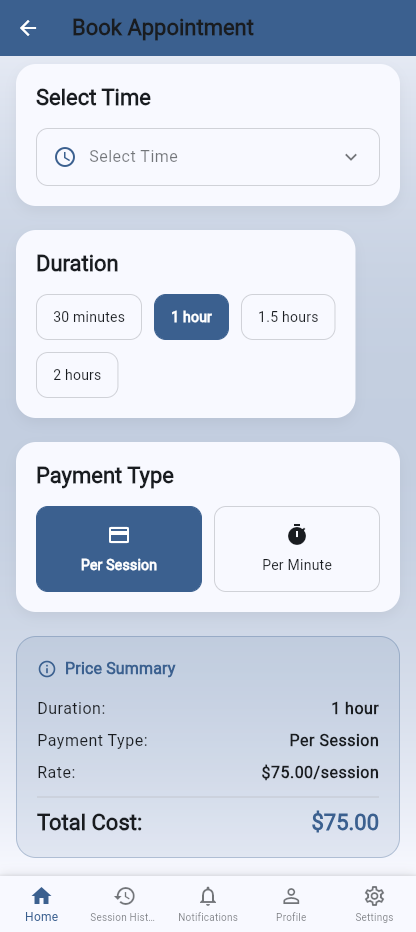 Book Appointment
Select Time
Select Time
Duration
30 minutes
1 hour
1.5 hours
2 hours
Payment Type
Per Session
Per Minute
Price Summary
Duration: 1 hour
Payment Type: Per Session
Rate: $75.00/session
Total Cost: $75.00
Home
Session Hist...
Notifications
Profile
Settings